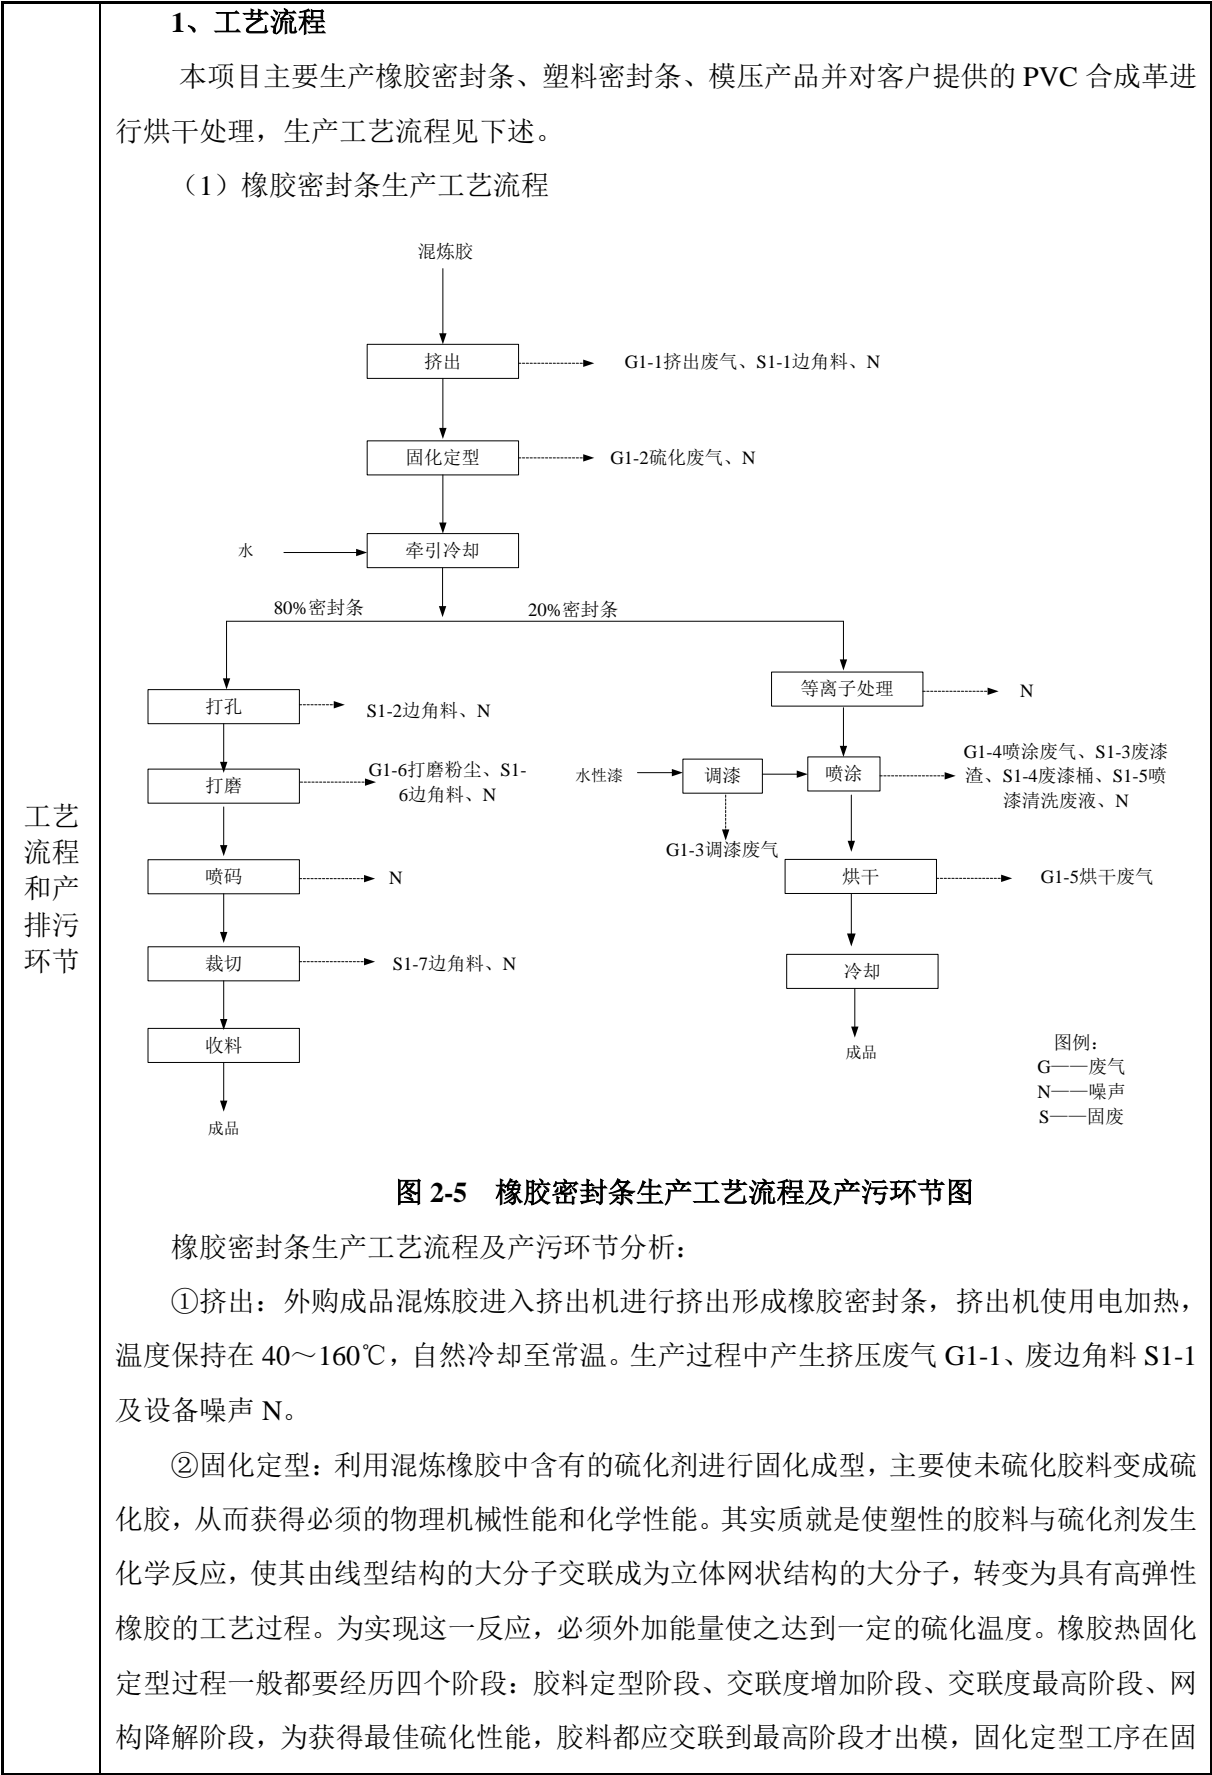 1、工艺流程
本项目主要生产橡胶密封条、塑料密封条、模压产品并对客户提供的 PVC 合成革进
行烘干处理，生产工艺流程见下述。
（1）橡胶密封条生产工艺流程
混炼胶
挤出
G1-1挤出废气、S1-1边角料、N
固化定型
G1-2硫化废气、N
水
牵引冷却
80%密封条
20%密封条
打孔
S1-2边角料、N
打磨
G1-6打磨粉尘、S1-
6边角料、N
喷码
N
裁切
S1-7边角料、N
收料
成品
等离子处理
N
水性漆
调漆
喷涂
G1-4喷涂废气、S1-3废漆
渣、S1-4废漆桶、S1-5喷
漆清洗废液、N
G1-3调漆废气
烘干
G1-5烘干废气
冷却
成品
图例：
G——废气
N——噪声
S——固废
工艺
流程
和产
排污
环节
图 2-5 橡胶密封条生产工艺流程及产污环节图
橡胶密封条生产工艺流程及产污环节分析：
①挤出：外购成品混炼胶进入挤出机进行挤出形成橡胶密封条，挤出机使用电加热，
温度保持在 40～160℃，自然冷却至常温。生产过程中产生挤压废气 G1-1、废边角料 S1-1
及设备噪声 N。
②固化定型：利用混炼橡胶中含有的硫化剂进行固化成型，主要使未硫化胶料变成硫
化胶，从而获得必须的物理机械性能和化学性能。其实质就是使塑性的胶料与硫化剂发生
化学反应，使其由线型结构的大分子交联成为立体网状结构的大分子，转变为具有高弹性
橡胶的工艺过程。为实现这一反应，必须外加能量使之达到一定的硫化温度。橡胶热固化
定型过程一般都要经历四个阶段：胶料定型阶段、交联度增加阶段、交联度最高阶段、网
构降解阶段，为获得最佳硫化性能，胶料都应交联到最高阶段才出模，固化定型工序在固